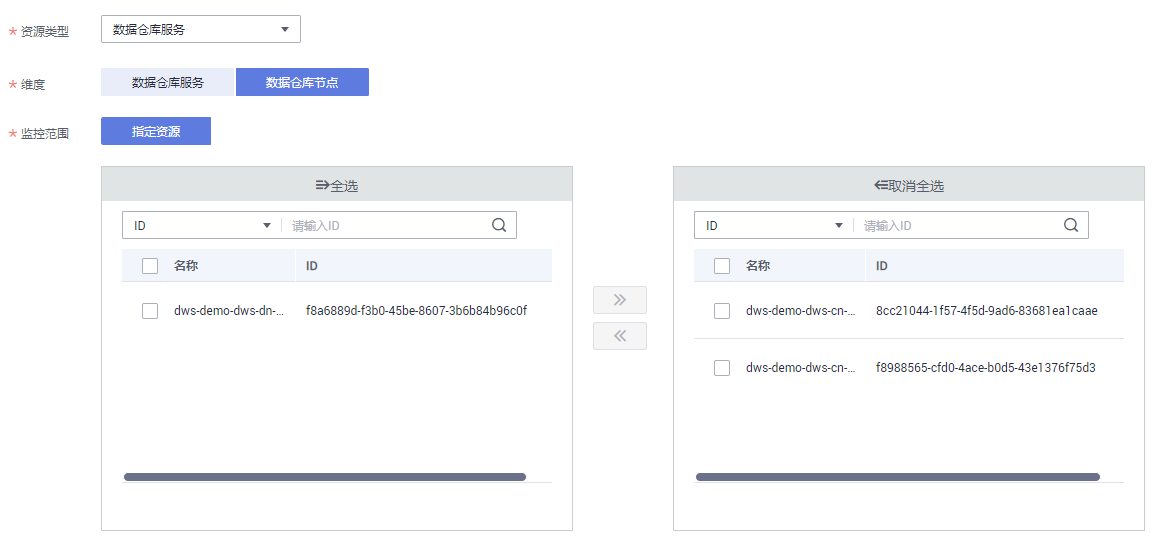 * 资源类型 数据仓库服务
* 维度 数据仓库服务 数据仓库节点
* 监控范围 指定资源
全选
ID 请输入ID
名称 ID
dws-demo-dws-dn-... f8a6889d-f3b0-45be-8607-3b6b84b96c0f
取消全选
ID 请输入ID
名称 ID
dws-demo-dws-cn-... 8cc21044-1f57-4f5d-9ad6-83681ea1caae
dws-demo-dws-cn-... f8988565-cfd0-4ace-b0d5-43e1376f75d3